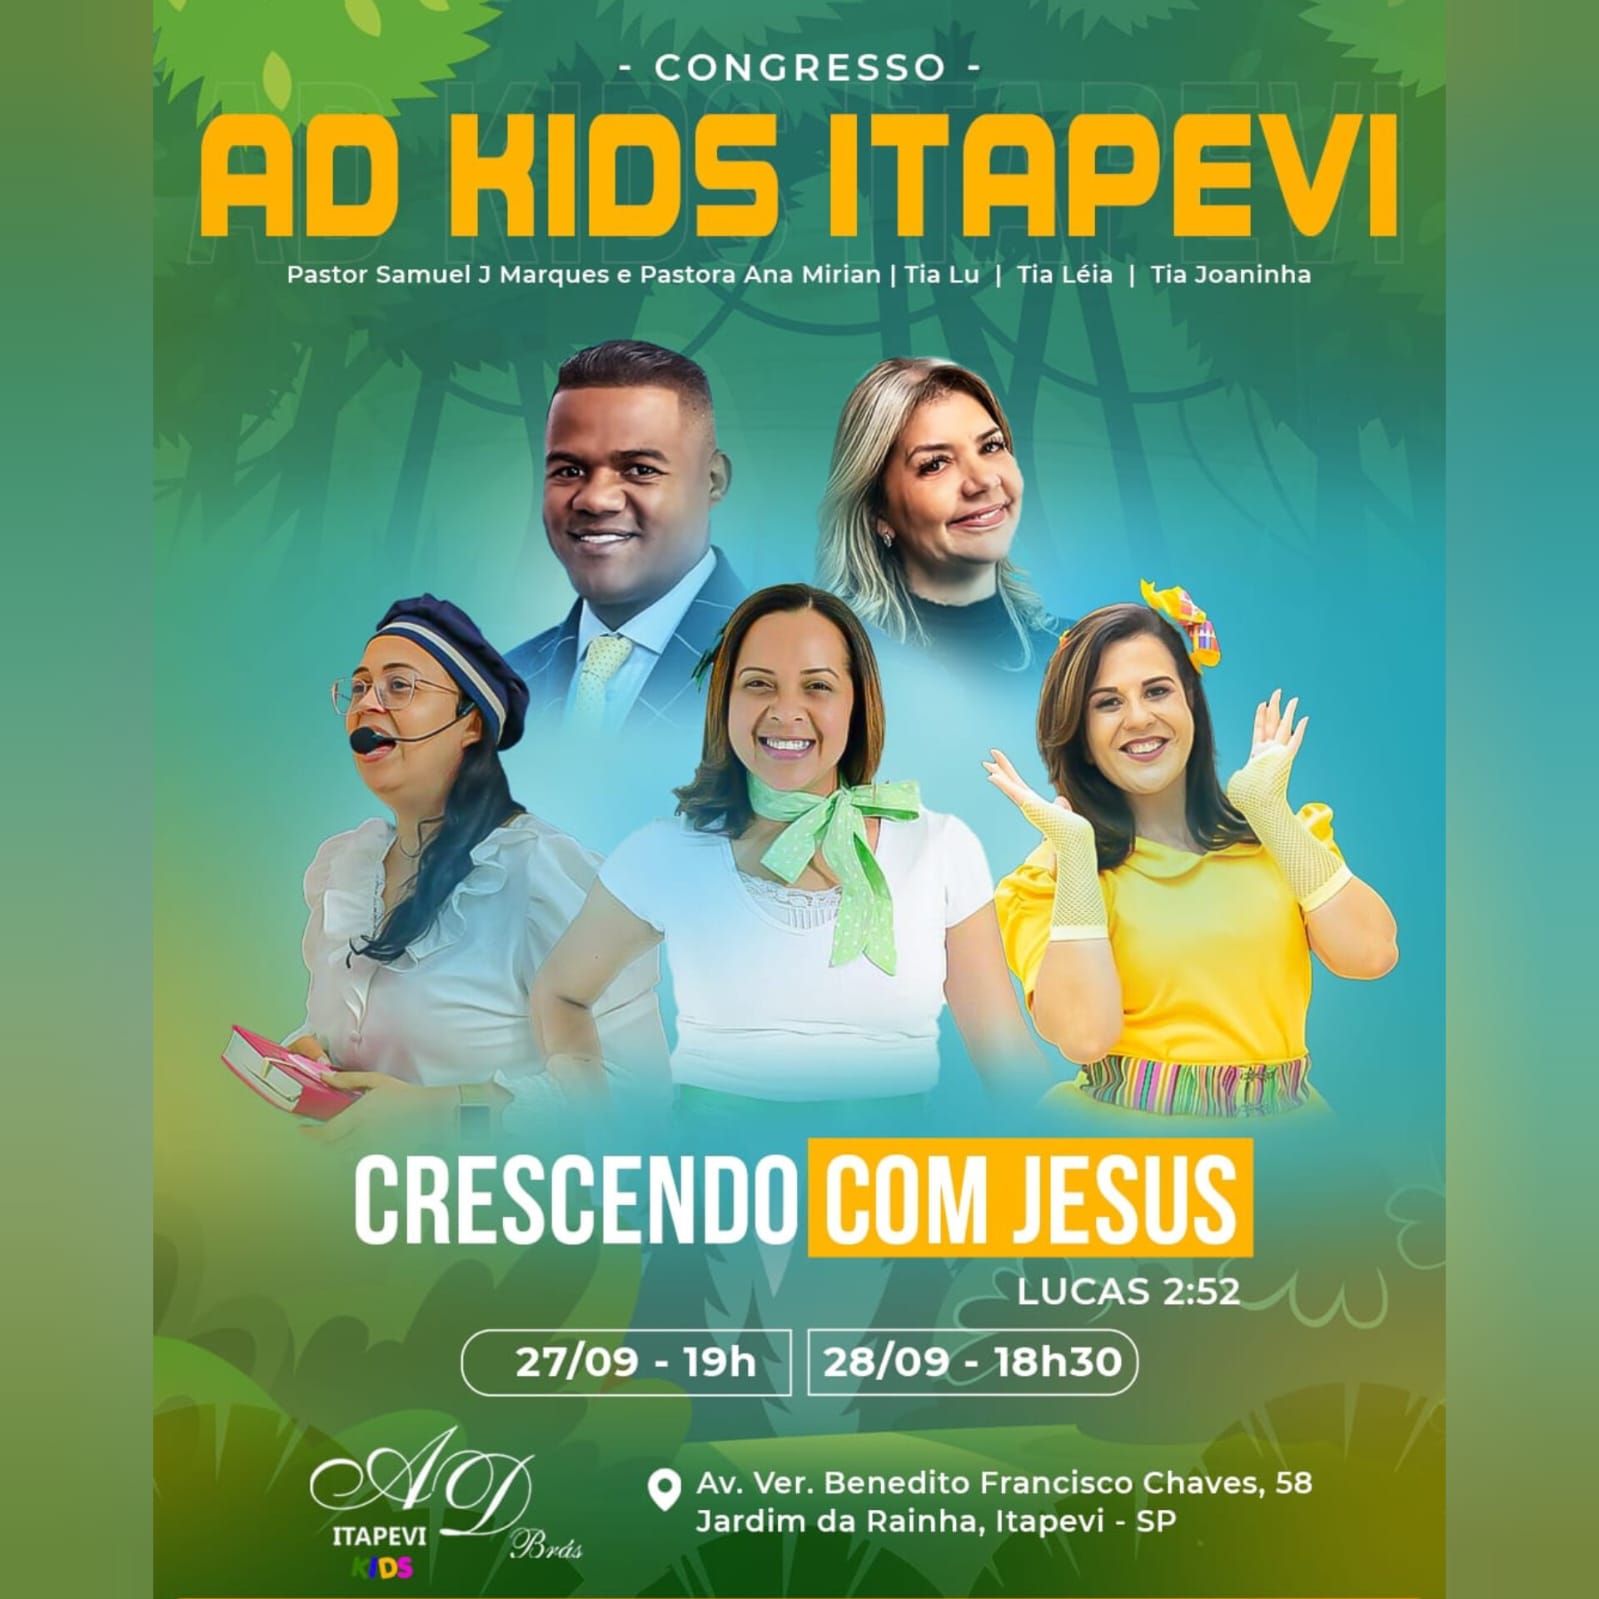 - CONGRESSO -
AD KIDS ITAPEVI
Pastor Samuel J Marques e Pastora Ana Mirian | Tia Lu | Tia Léia | Tia Joaninha
CRESCENDO COM JESUS
LUCAS 2:52
27/09 - 19h 28/09 - 18h30
AD
ITAPEVI
Brás
KIDS
Av. Ver. Benedito Francisco Chaves, 58
Jardim da Rainha, Itapevi - SP